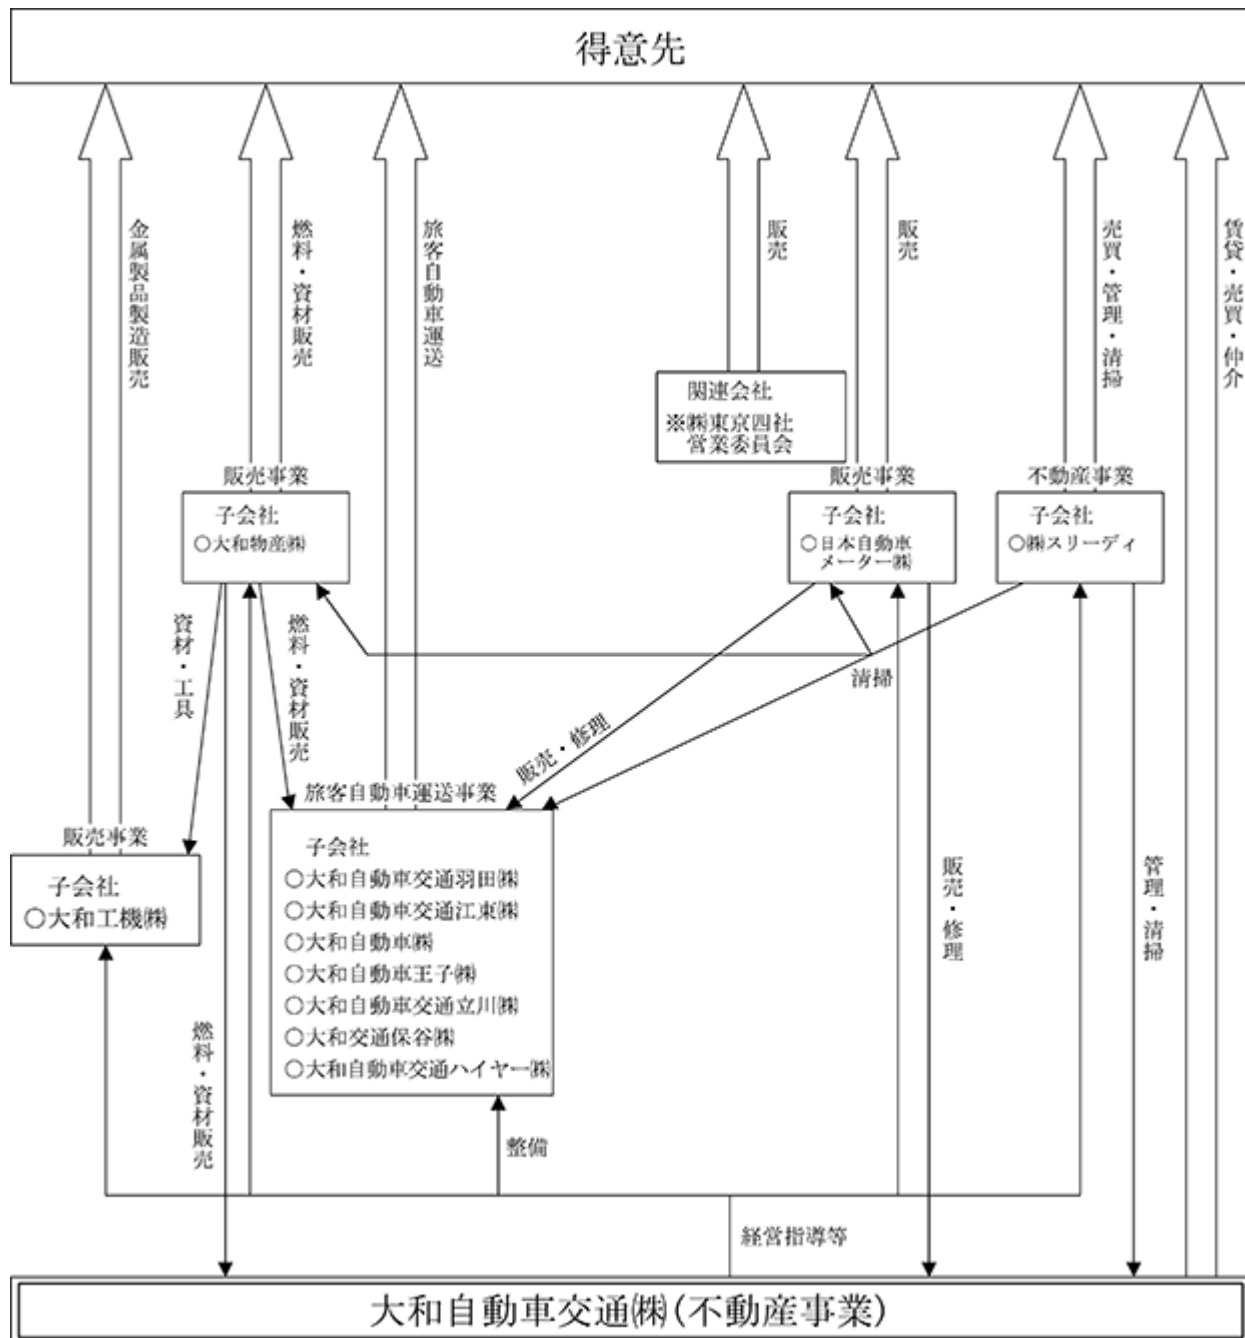 得意先
金属製品製造販売
燃料・資材販売
旅客自動車運送
販売
販売
売買・管理・清掃
賃貸・売買・仲介
関連会社
※㈱東京四社
営業委員会
販売事業
子会社
○大和物産㈱
販売事業
子会社
○日本自動車
メーター㈱
不動産事業
子会社
○㈱スリーディ
資材・工具
燃料・資材販売
清掃
販売・修理
旅客自動車運送事業
子会社
○大和自動車交通羽田㈱
○大和自動車交通江東㈱
○大和自動車㈱
○大和自動車王子㈱
○大和自動車交通立川㈱
○大和交通保谷㈱
○大和自動車交通ハイヤー㈱
販売事業
子会社
○大和工機㈱
販売・修理
管理・清掃
燃料・資材販売
整備
経営指導等
大和自動車交通㈱(不動産事業)